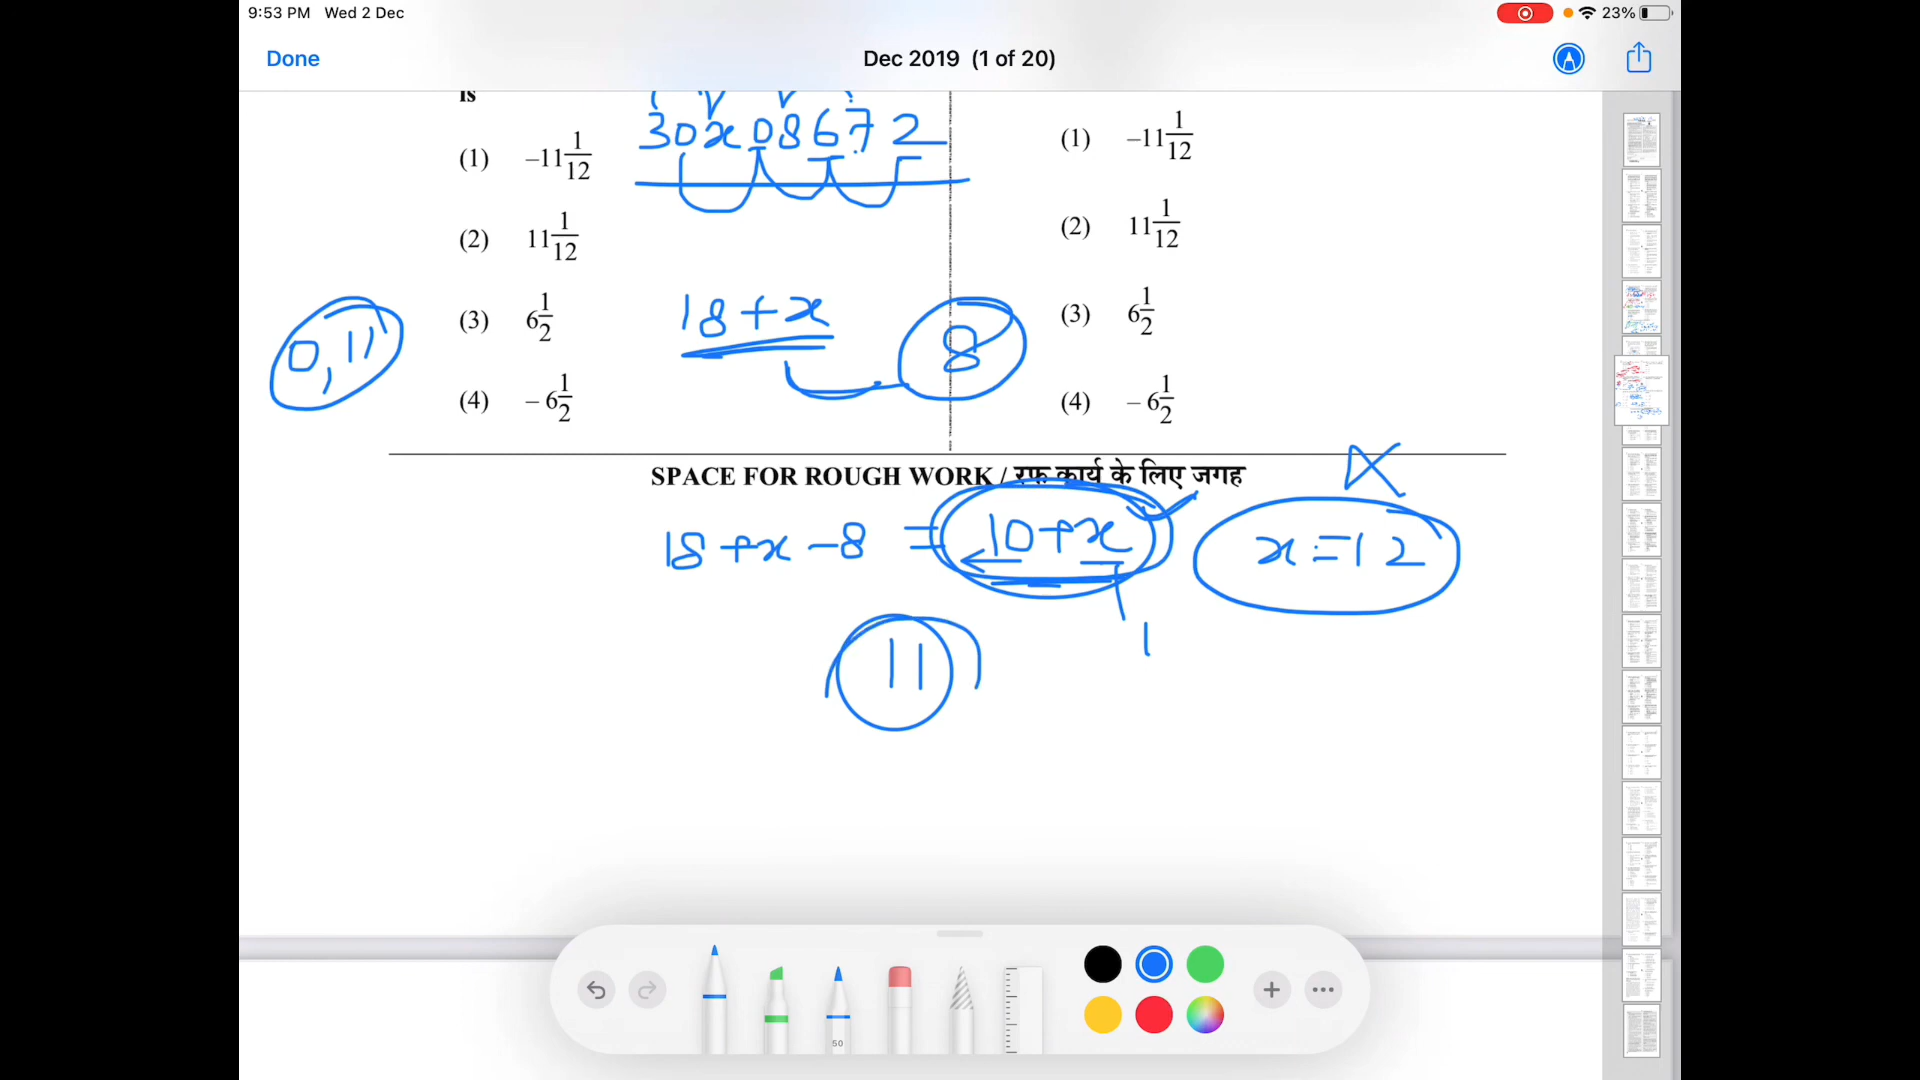 9:53 PM Wed 2 Dec
23%
Done
Dec 2019 (1 of 20)
is
30x08672
(1) –11 1/12
(2) 11 1/12
(3) 6 1/2
(4) – 6 1/2
0, 11
18+x
8
(1) –11 1/12
(2) 11 1/12
(3) 6 1/2
(4) – 6 1/2
SPACE FOR ROUGH WORK / रफ कार्य के लिए जगह
18+x–8 = 10+x
x=12
1
11
50